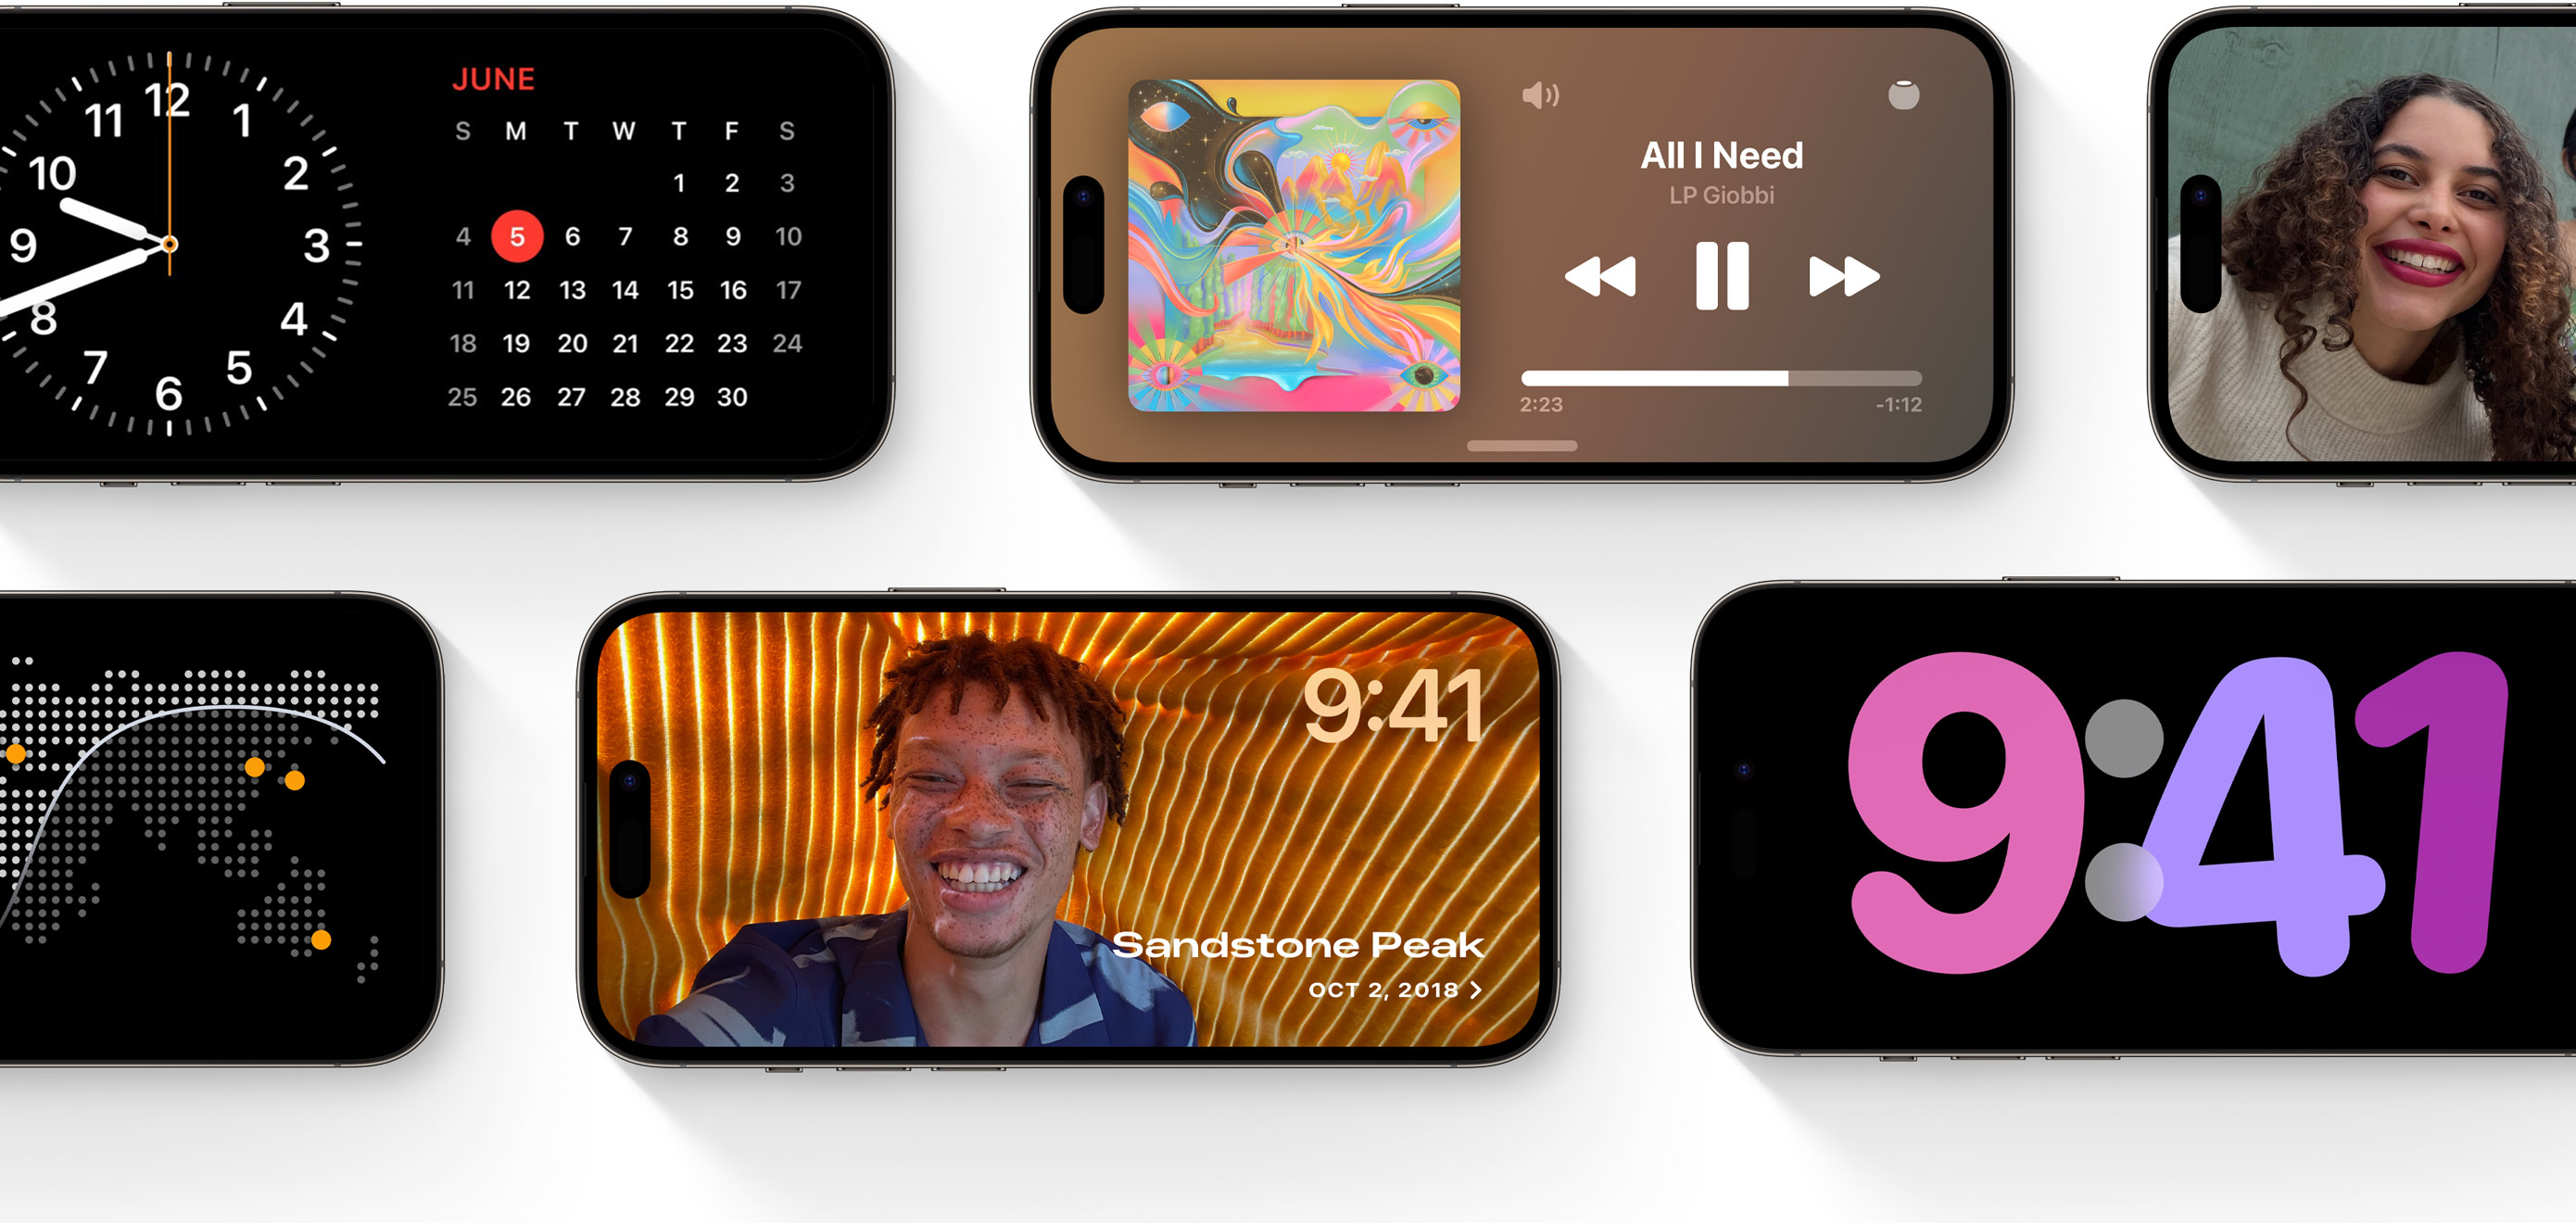 12
1
2
3
4
5
6
7
8
9
10
11
JUNE
S M T W T F S
1 2 3
4 5 6 7 8 9 10
11 12 13 14 15 16 17
18 19 20 21 22 23 24
25 26 27 28 29 30
All I Need
LP Giobbi
2:23 -1:12
9:41
Sandstone Peak
OCT 2, 2018
9:41